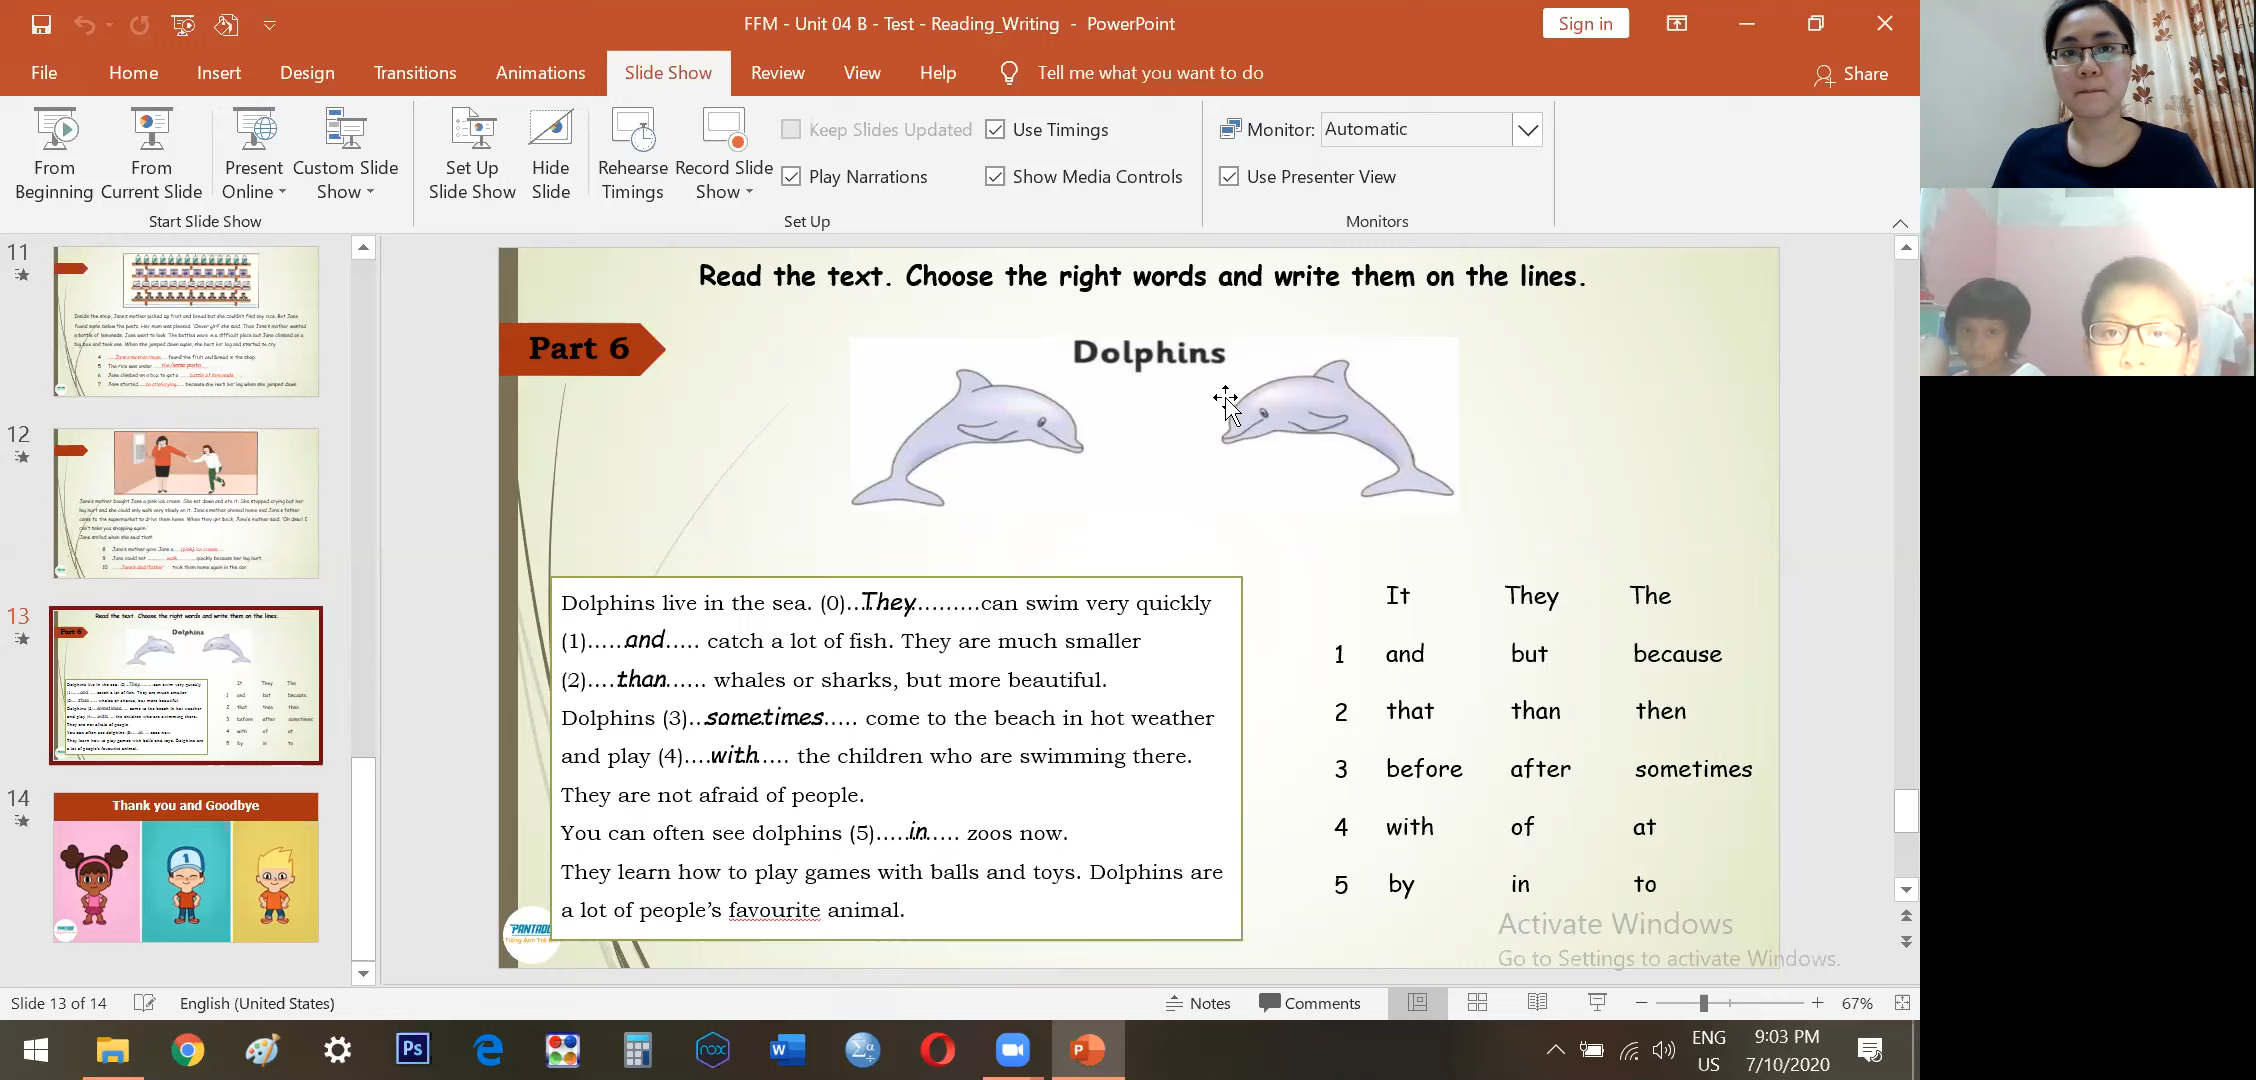 FFM - Unit 04 B - Test - Reading_Writing - PowerPoint
Sign in
File Home Insert Design Transitions Animations Slide Show Review View Help Tell me what you want to do Share
From Beginning
From Current Slide
Present Online
Custom Slide Show
Set Up Slide Show
Hide Slide
Rehearse Timings
Record Slide Show
Keep Slides Updated
Play Narrations
Use Timings
Show Media Controls
Monitor: Automatic
Use Presenter View
Start Slide Show
Set Up
Monitors
11
12
13
14
Thank you and Goodbye
Read the text. Choose the right words and write them on the lines.
Part 6
Dolphins
Dolphins live in the sea. (0)...They.........can swim very quickly
(1)......and..... catch a lot of fish. They are much smaller
(2)....than...... whales or sharks, but more beautiful.
Dolphins (3)...sometimes..... come to the beach in hot weather
and play (4)....with..... the children who are swimming there.
They are not afraid of people.
You can often see dolphins (5).....in..... zoos now.
They learn how to play games with balls and toys. Dolphins are
a lot of people's favourite animal.
It They The
1 and but because
2 that than then
3 before after sometimes
4 with of at
5 by in to
Activate Windows
Go to Settings to activate Windows.
Slide 13 of 14
English (United States)
Notes
Comments
67%
Ps
nox
ENG
US
9:03 PM
7/10/2020